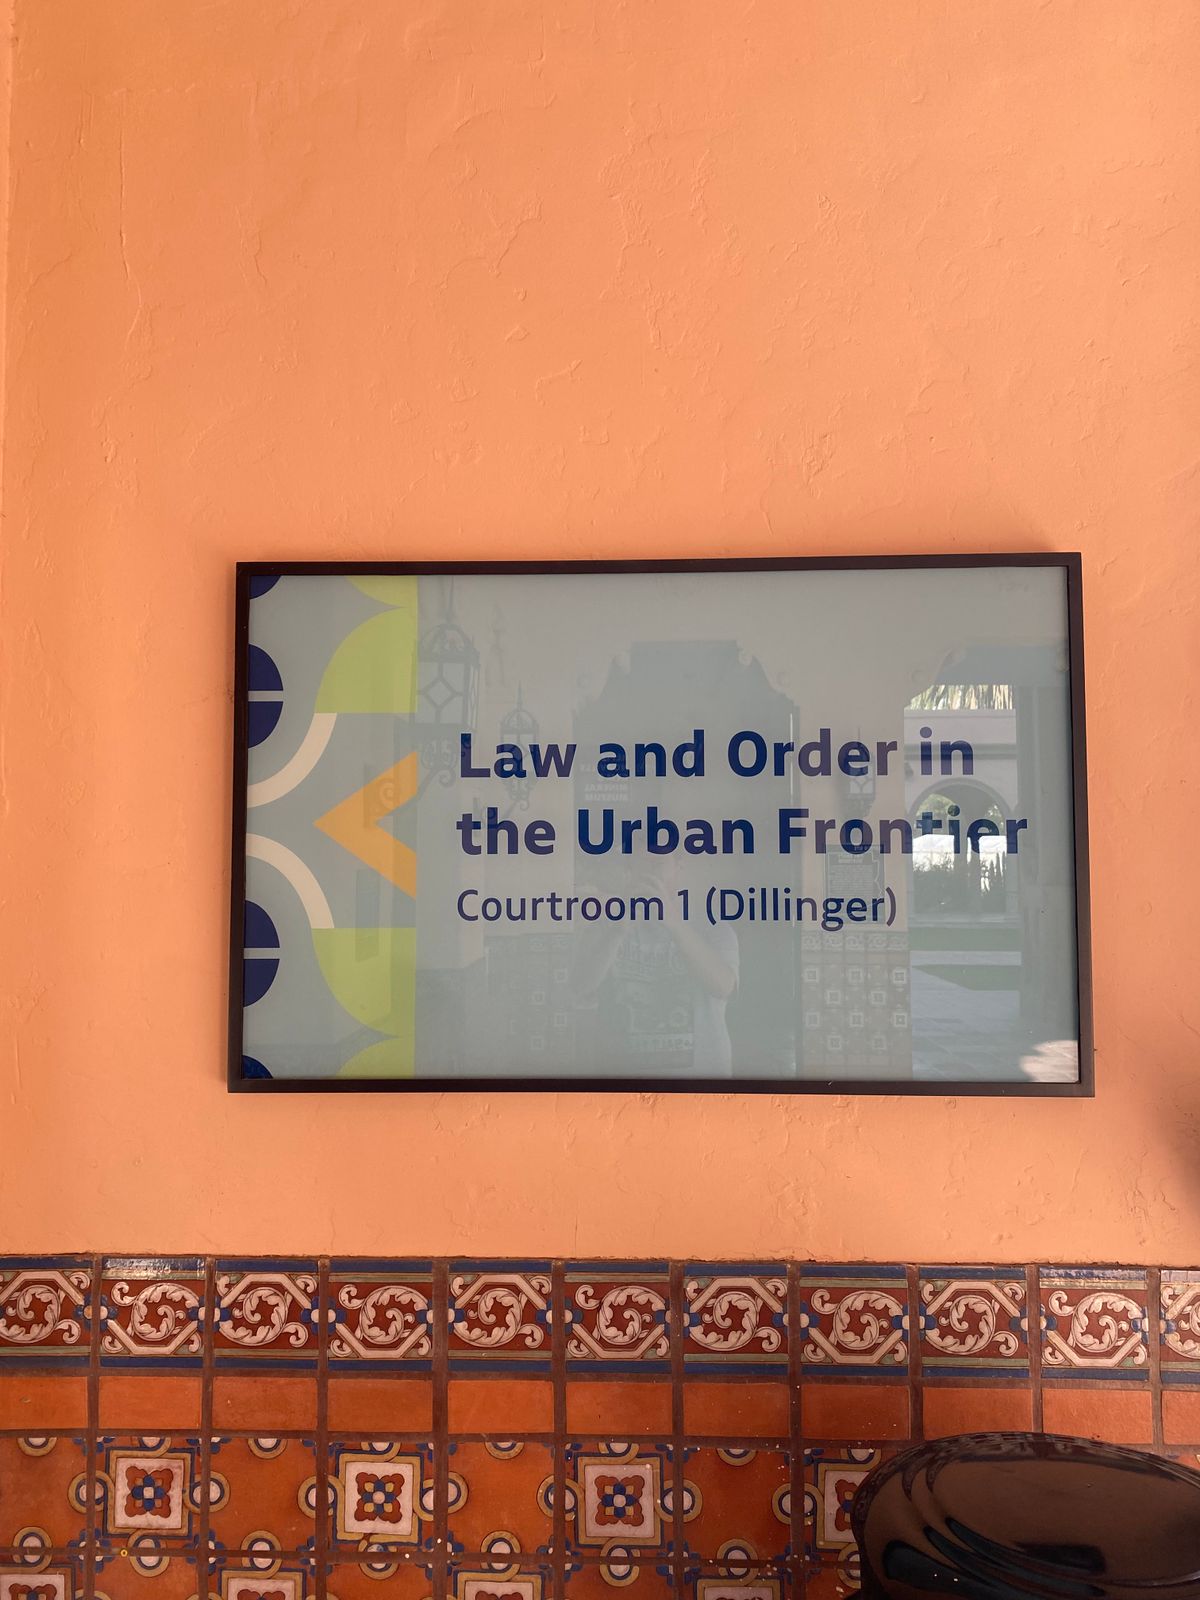 Law and Order in
the Urban Frontier
Courtroom 1 (Dillinger)